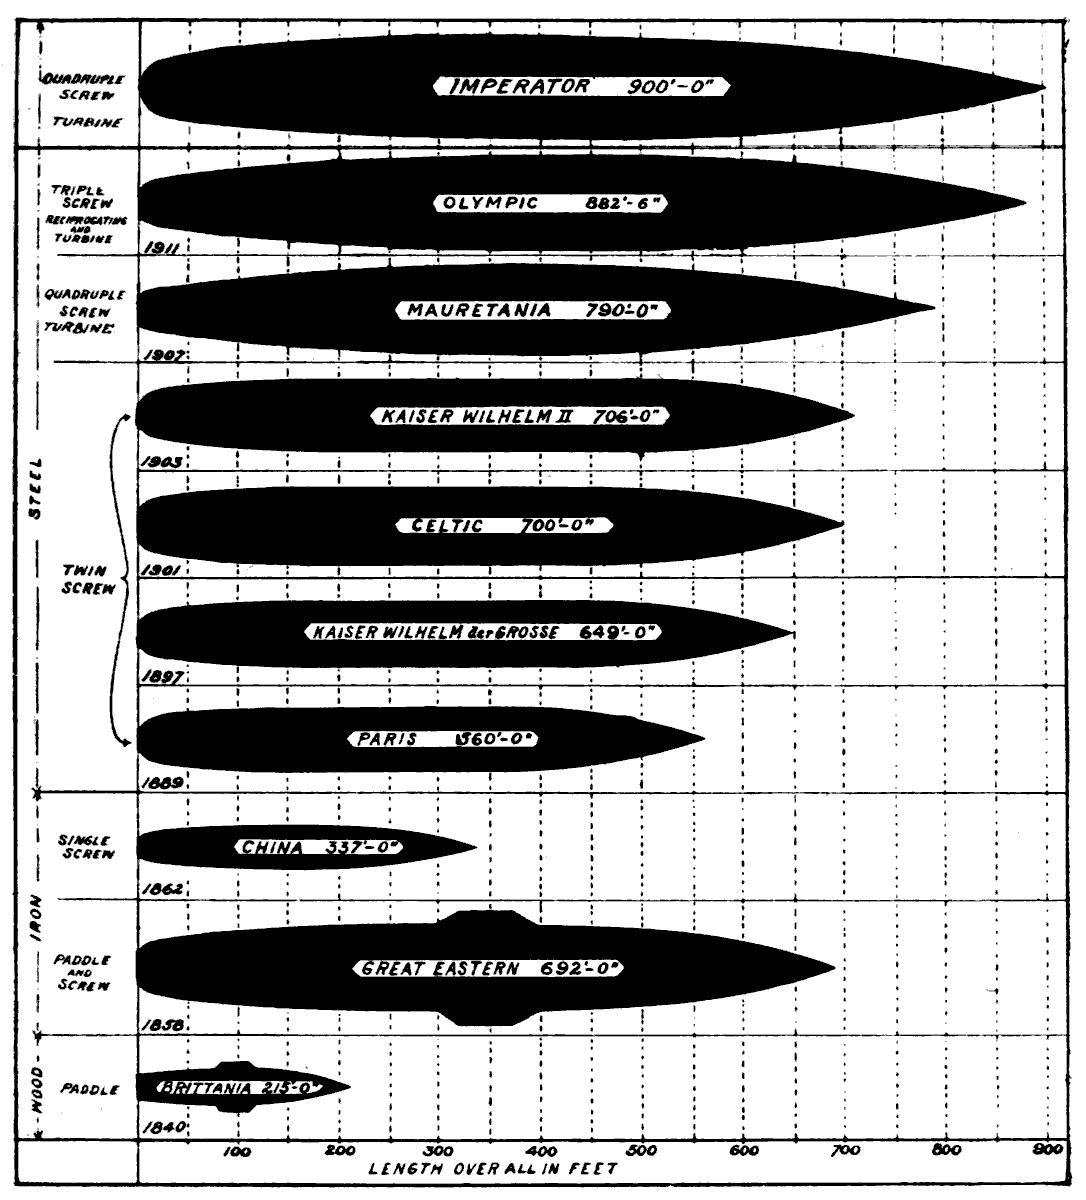 QUADRUPLE
SCREW
TURBINE
IMPERATOR 900'-0"
TRIPLE
SCREW
RECIPROCATING
AND
TURBINE
OLYMPIC 882'-6"
1911
QUADRUPLE
SCREW
TURBINE
MAURETANIA 790'-0"
1907
KAISER WILHELM II 706'-0"
1903
STEEL
CELTIC 700'-0"
1901
TWIN
SCREW
KAISER WILHELM der GROSSE 649'-0"
1897
PARIS 560'-0"
1889
SINGLE
SCREW
CHINA 337'-0"
1862
IRON
PADDLE
AND
SCREW
GREAT EASTERN 692'-0"
1858
WOOD
PADDLE
BRITTANIA 215'-0"
1840
100 200 300 400 500 600 700 800 900
LENGTH OVER ALL IN FEET